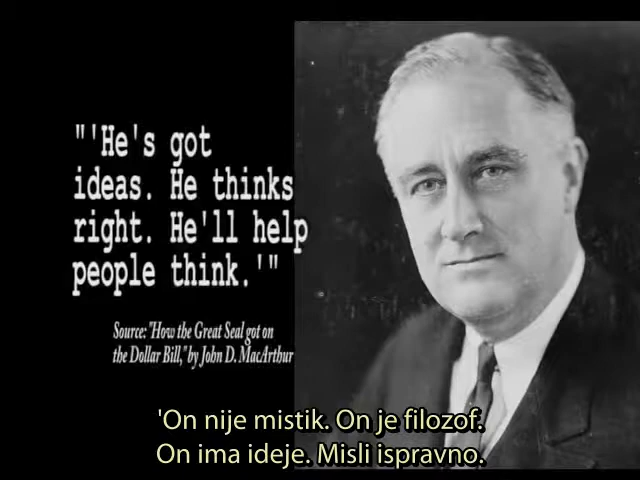 "'He's got
ideas. He thinks
right. He'll help
people think.'"
Source: "How the Great Seal got on
the Dollar Bill," by John D. MacArthur
'On nije mistik. On je filozof.
On ima ideje. Misli ispravno.